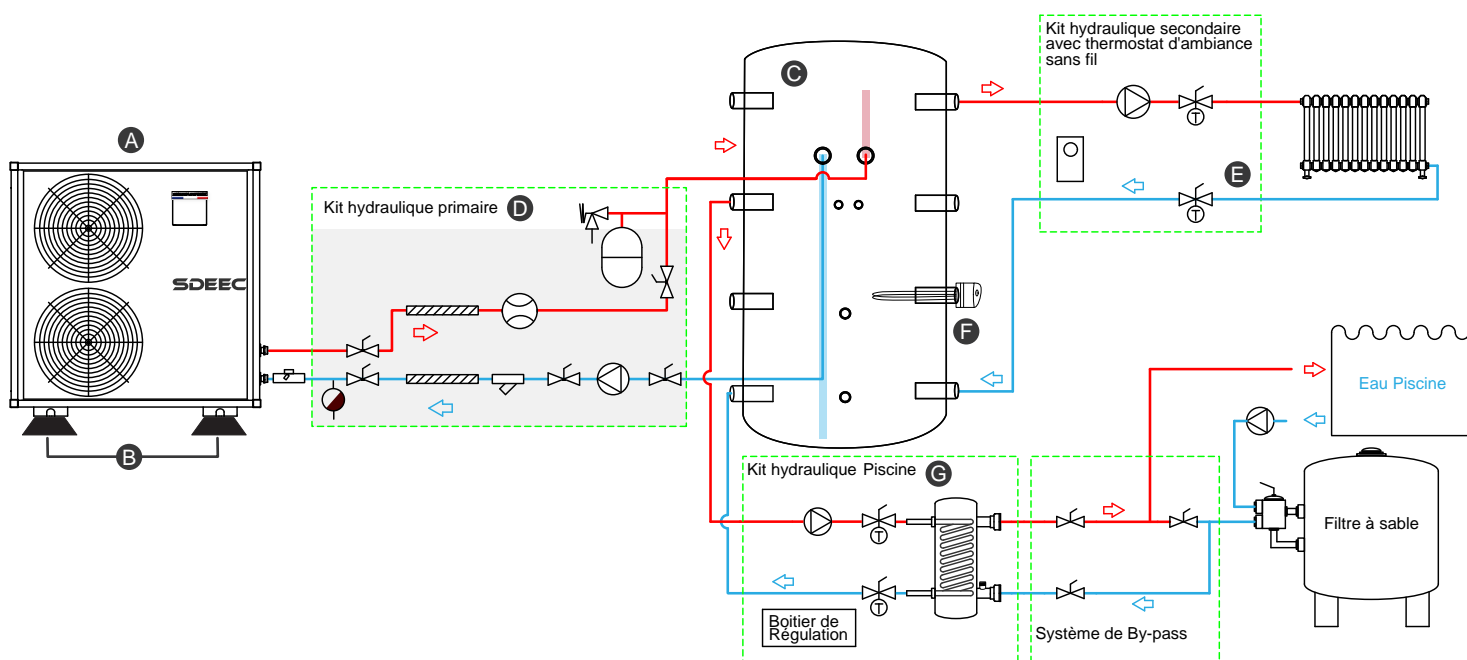 A
SDEEC
B
Kit hydraulique primaire D
C
Kit hydraulique secondaire
avec thermostat d'ambiance
sans fil
T
T
E
F
Eau Piscine
Kit hydraulique Piscine G
T
T
Boitier de
Régulation
Système de By-pass
Filtre à sable